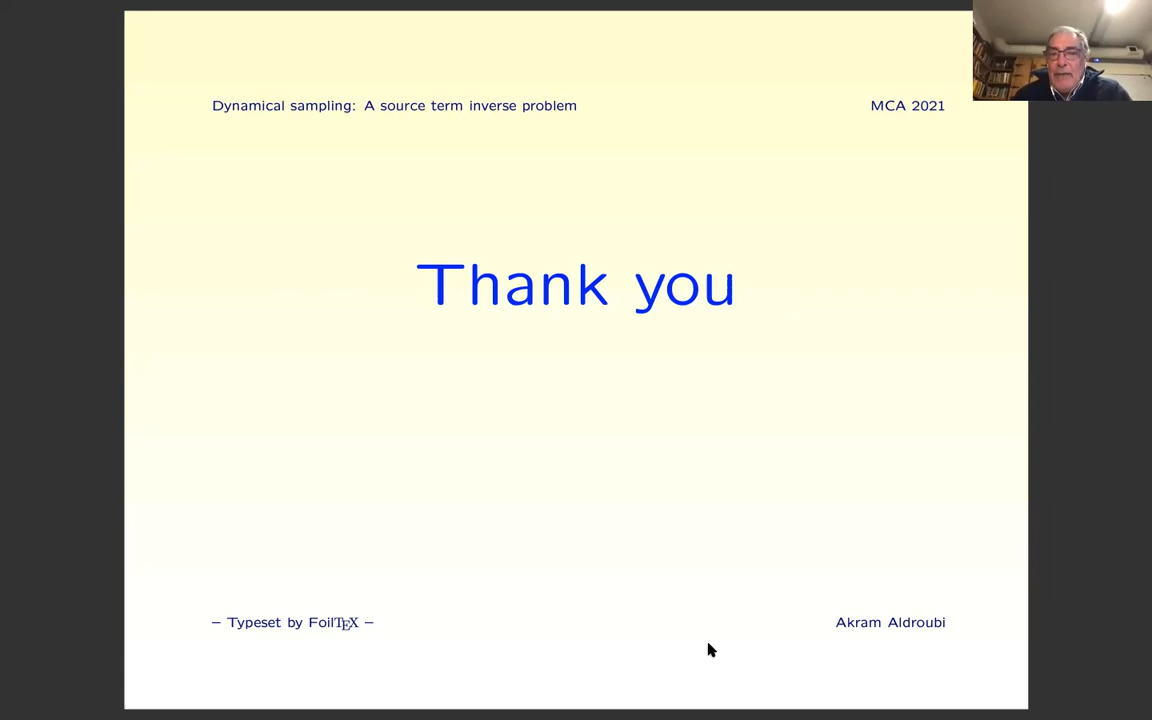 Dynamical sampling: A source term inverse problem MCA 2021
Thank you
– Typeset by FoilTEX – Akram Aldroubi